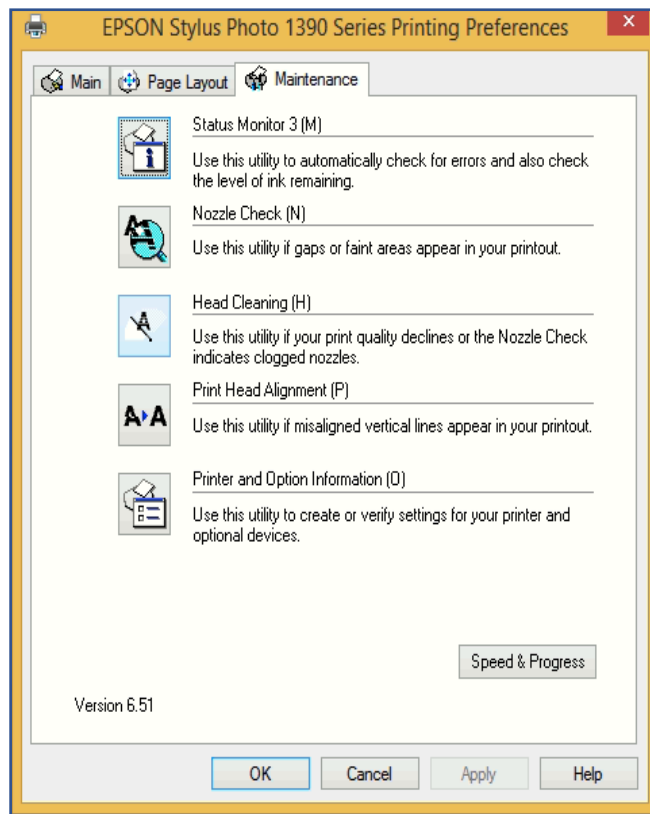 EPSON Stylus Photo 1390 Series Printing Preferences
Main
Page Layout
Maintenance
Status Monitor 3 (M)
Use this utility to automatically check for errors and also check
the level of ink remaining.
Nozzle Check (N)
Use this utility if gaps or faint areas appear in your printout.
Head Cleaning (H)
Use this utility if your print quality declines or the Nozzle Check
indicates clogged nozzles.
Print Head Alignment (P)
Use this utility if misaligned vertical lines appear in your printout.
Printer and Option Information (O)
Use this utility to create or verify settings for your printer and
optional devices.
Speed & Progress
Version 6.51
OK
Cancel
Apply
Help